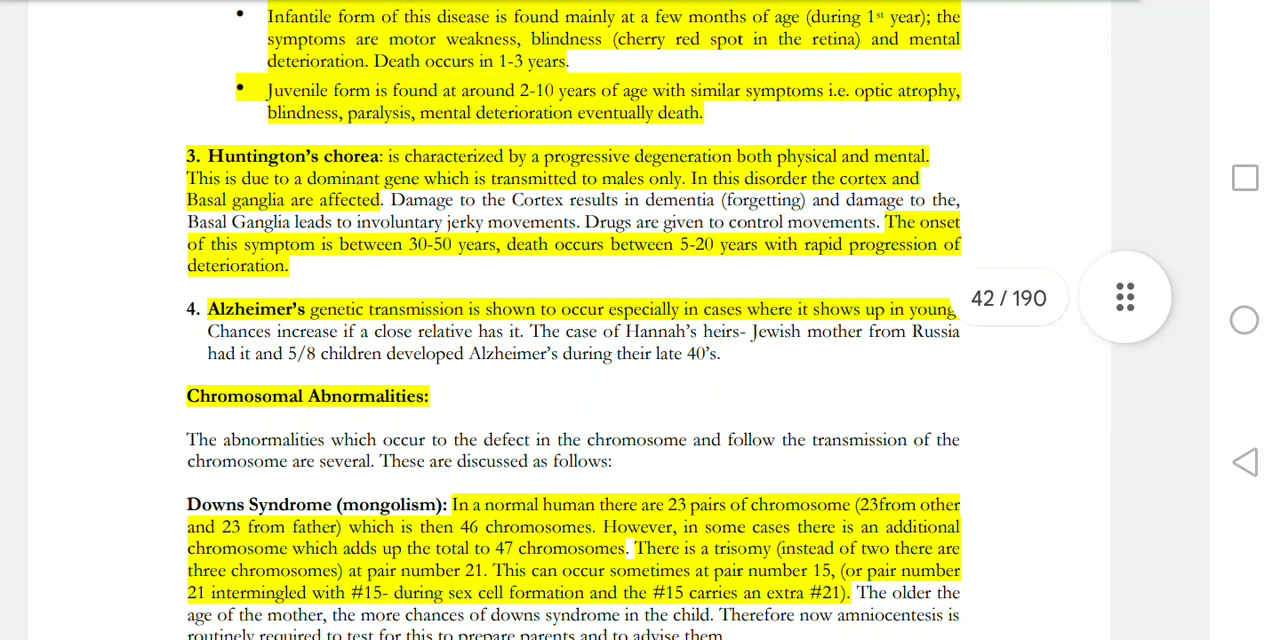 • Infantile form of this disease is found mainly at a few months of age (during 1st year); the
symptoms are motor weakness, blindness (cherry red spot in the retina) and mental
deterioration. Death occurs in 1-3 years.
• Juvenile form is found at around 2-10 years of age with similar symptoms i.e. optic atrophy,
blindness, paralysis, mental deterioration eventually death.
3. Huntington's chorea: is characterized by a progressive degeneration both physical and mental.
This is due to a dominant gene which is transmitted to males only. In this disorder the cortex and
Basal ganglia are affected. Damage to the Cortex results in dementia (forgetting) and damage to the,
Basal Ganglia leads to involuntary jerky movements. Drugs are given to control movements. The onset
of this symptom is between 30-50 years, death occurs between 5-20 years with rapid progression of
deterioration.
4. Alzheimer's genetic transmission is shown to occur especially in cases where it shows up in young
Chances increase if a close relative has it. The case of Hannah's heirs- Jewish mother from Russia
had it and 5/8 children developed Alzheimer's during their late 40's.
42 / 190
Chromosomal Abnormalities:
The abnormalities which occur to the defect in the chromosome and follow the transmission of the
chromosome are several. These are discussed as follows:
Downs Syndrome (mongolism): In a normal human there are 23 pairs of chromosome (23from other
and 23 from father) which is then 46 chromosomes. However, in some cases there is an additional
chromosome which adds up the total to 47 chromosomes. There is a trisomy (instead of two there are
three chromosomes) at pair number 21. This can occur sometimes at pair number 15, (or pair number
21 intermingled with #15- during sex cell formation and the #15 carries an extra #21). The older the
age of the mother, the more chances of downs syndrome in the child. Therefore now amniocentesis is
routinely required to test for this to prepare parents and to advise them